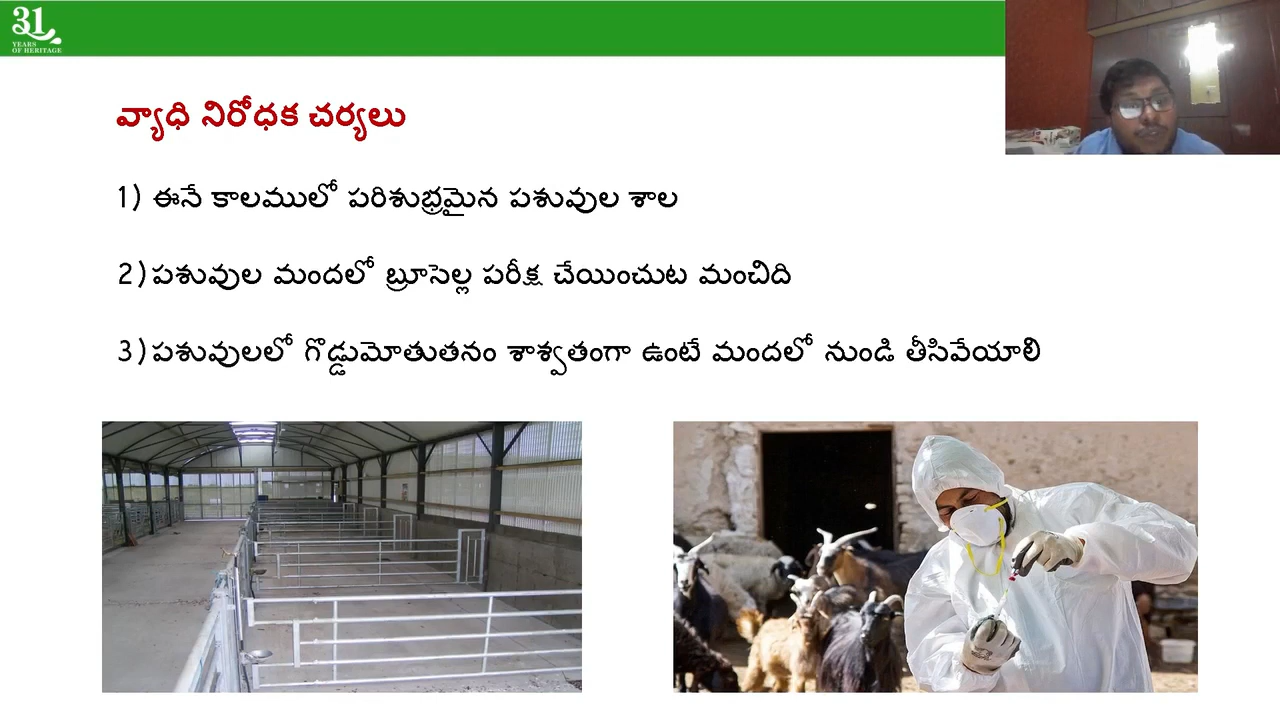 31
YEARS
OF HERITAGE
వ్యాధి నిరోధక చర్యలు
1) ఈనే కాలములో పరిశుభ్రమైన పశువుల శాల
2) పశువుల మందలో బ్రూసెల్ల పరీక్ష చేయించుట మంచిది
3) పశువులలో గొడ్డుమోతుతనం శాశ్వతంగా ఉంటే మందలో నుండి తీసివేయాలి